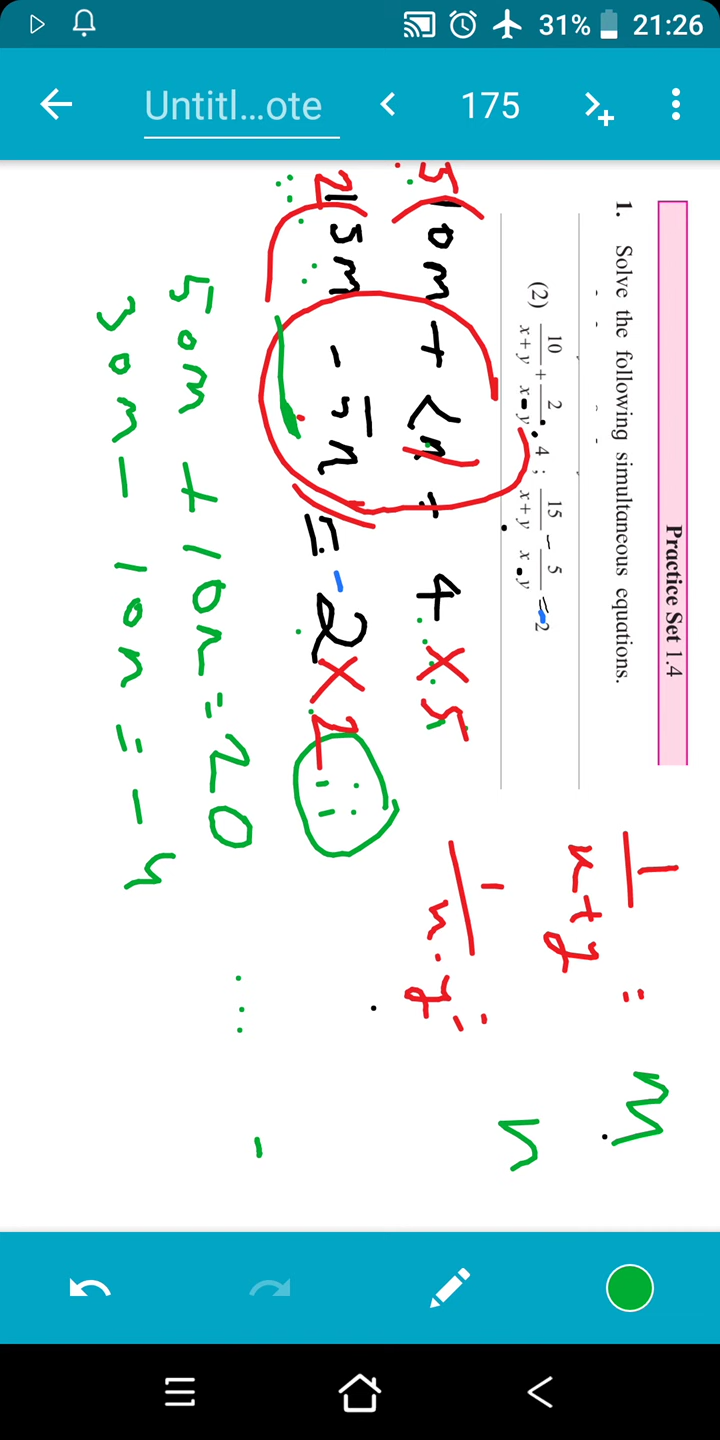 31% 21:26
Untitl...ote < 175
Practice Set 1.4
1. Solve the following simultaneous equations.
(2) 10/x+y + 2/x-y = 4 ; 15/x+y - 5/x-y = -2
5(10m + 2n = 4 × 5
2(15m - 5n = -2 × 2
50m + 10n = 20
30m - 10n = -4
1/x+y = m
1/x-y = n